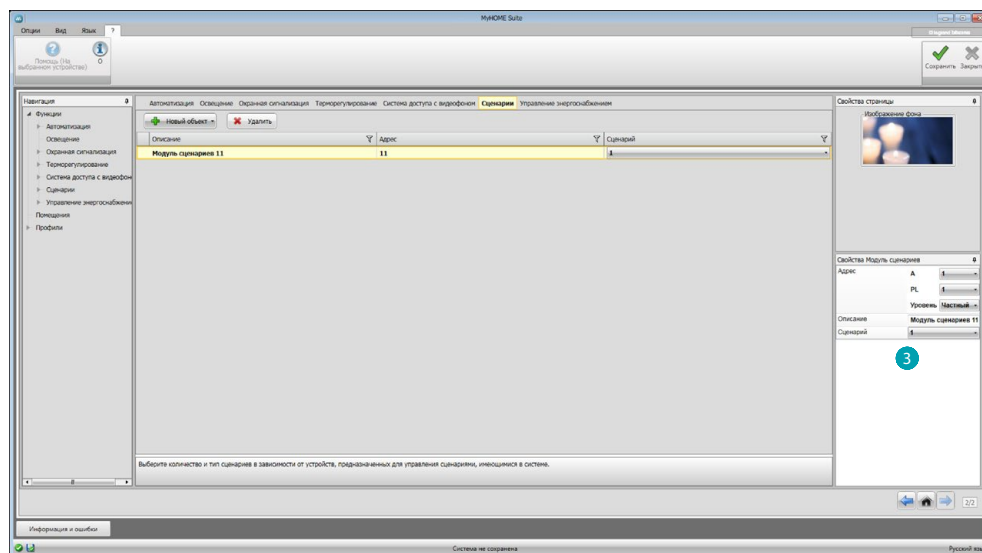 MyHOME Suite
Опции Вид Язык ?
Помощь (На выбранном устройстве)
О
Сохранить Закрыть
Навигация
Функции
Автоматизация
Освещение
Охранная сигнализация
Терморегулирование
Система доступа с видеофон
Сценарии
Управление энергоснабжени
Помещения
Профили
Автоматизация Освещение Охранная сигнализация Терморегулирование Система доступа с видеофоном Сценарии Управление энергоснабжением
Новый объект Удалить
Описание Адрес Сценарий
Модуль сценариев 11 11 1
Выберите количество и тип сценариев в зависимости от устройств, предназначенных для управления сценариями, имеющимися в системе.
Свойства страницы
Изображение фона
Свойства Модуль сценариев
Адрес A 1
PL 1
Уровень Частный
Описание Модуль сценариев 11
Сценарий 1
3
2/2
Информация и ошибки
Система не сохранена
Русский язы